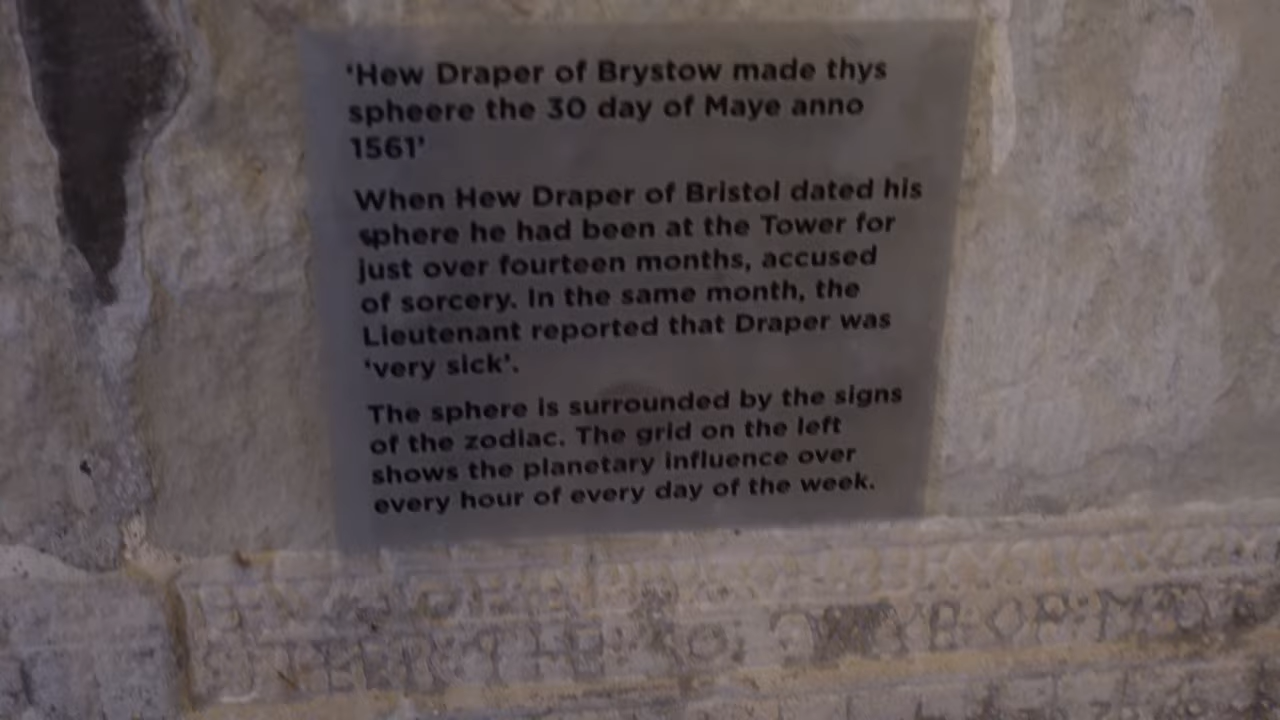 ‘Hew Draper of Brystow made thys
spheere the 30 day of Maye anno
1561’
When Hew Draper of Bristol dated his
sphere he had been at the Tower for
just over fourteen months, accused
of sorcery. In the same month, the
Lieutenant reported that Draper was
‘very sick’.
The sphere is surrounded by the signs
of the zodiac. The grid on the left
shows the planetary influence over
every hour of every day of the week.